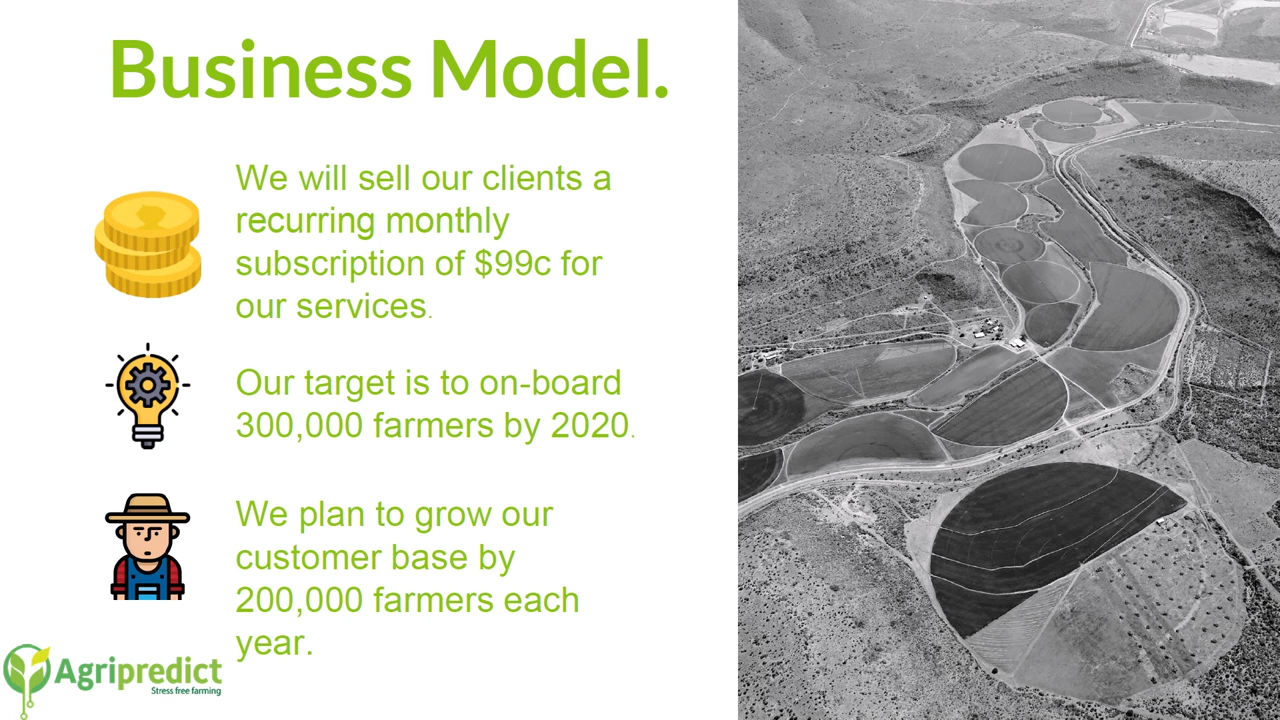 Business Model.
We will sell our clients a
recurring monthly
subscription of $99c for
our services.
Our target is to on-board
300,000 farmers by 2020.
We plan to grow our
customer base by
200,000 farmers each
year.
Agripredict
Stress free farming